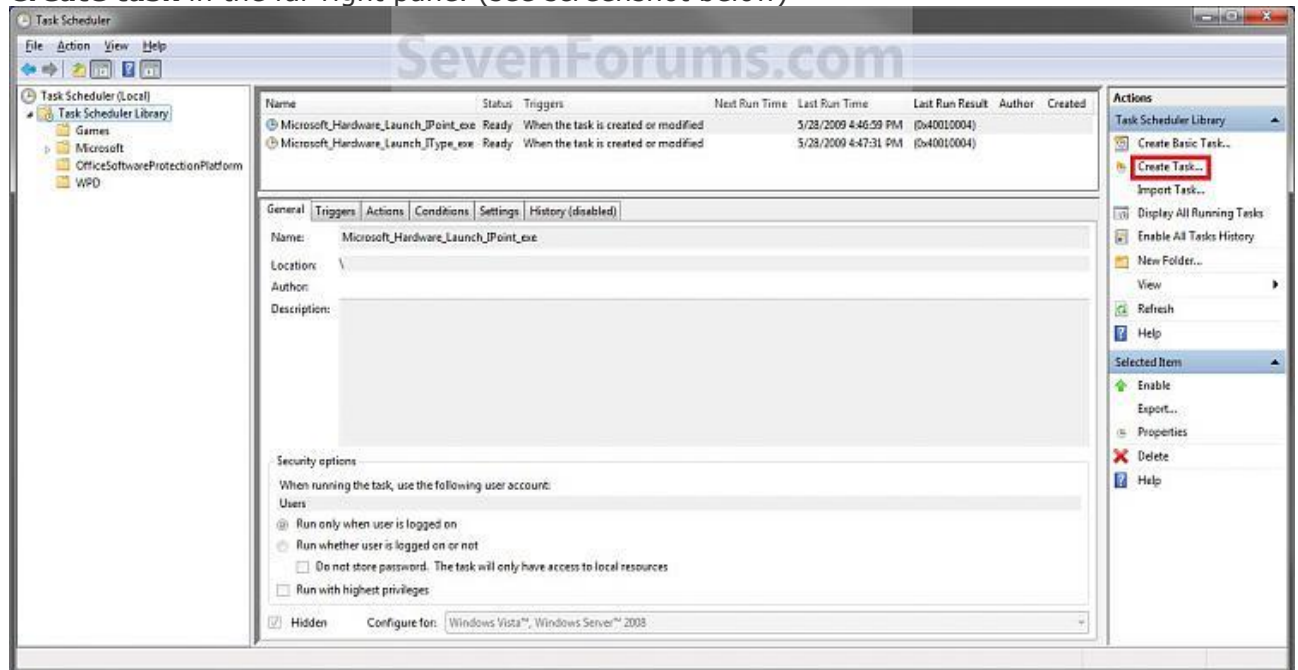 Create task in the far right panel. (see screenshot below)
Task Scheduler
File Action View Help
SevenForums.com
Task Scheduler (Local)
Task Scheduler Library
Games
Microsoft
OfficeSoftwareProtectionPlatform
WPD
Name Status Triggers Next Run Time Last Run Time Last Run Result Author Created
Microsoft_Hardware_Launch_IPoint_exe Ready When the task is created or modified 5/28/2009 4:46:59 PM (0x40010004)
Microsoft_Hardware_Launch_IType_exe Ready When the task is created or modified 5/28/2009 4:47:31 PM (0x40010004)
General Triggers Actions Conditions Settings History (disabled)
Name: Microsoft_Hardware_Launch_IPoint_exe
Location: \
Author:
Description:
Security options
When running the task, use the following user account:
Users
Run only when user is logged on
Run whether user is logged on or not
Do not store password. The task will only have access to local resources
Run with highest privileges
Hidden Configure for: Windows Vista™, Windows Server™ 2008
Actions
Task Scheduler Library
Create Basic Task...
Create Task...
Import Task...
Display All Running Tasks
Enable All Tasks History
New Folder...
View
Refresh
Help
Selected Item
Enable
Export...
Properties
Delete
Help